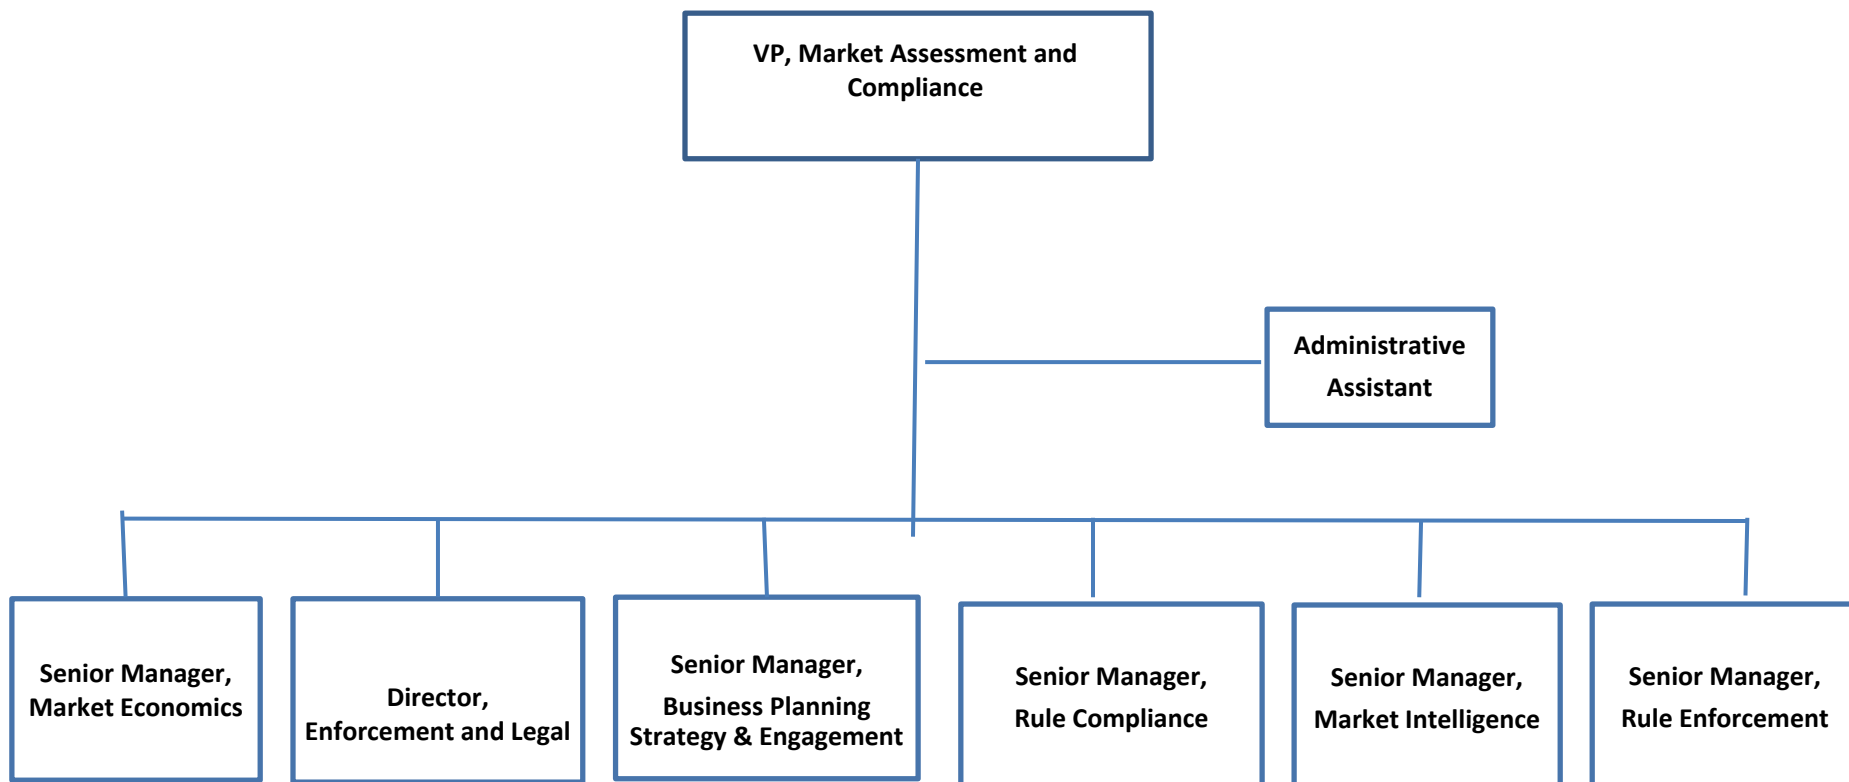 VP, Market Assessment and
Compliance
Administrative
Assistant
Senior Manager,
Market Economics
Director,
Enforcement and Legal
Senior Manager,
Business Planning
Strategy & Engagement
Senior Manager,
Rule Compliance
Senior Manager,
Market Intelligence
Senior Manager,
Rule Enforcement